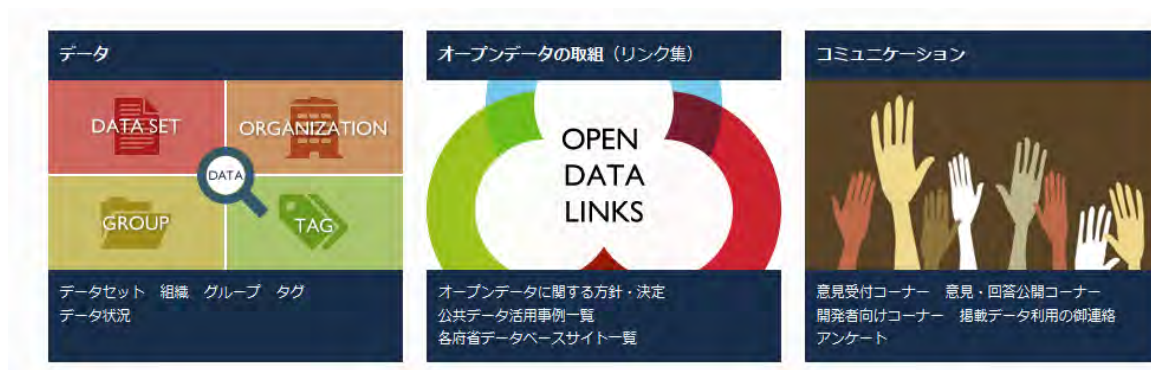 データ
DATA SET
ORGANIZATION
DATA
GROUP
TAG
データセット　組織　グループ　タグ
データ状況
オープンデータの取組（リンク集）
OPEN
DATA
LINKS
オープンデータに関する方針・決定
公共データ活用事例一覧
各府省データベースサイト一覧
コミュニケーション
意見受付コーナー　意見・回答公開コーナー
開発者向けコーナー　掲載データ利用の御連絡
アンケート